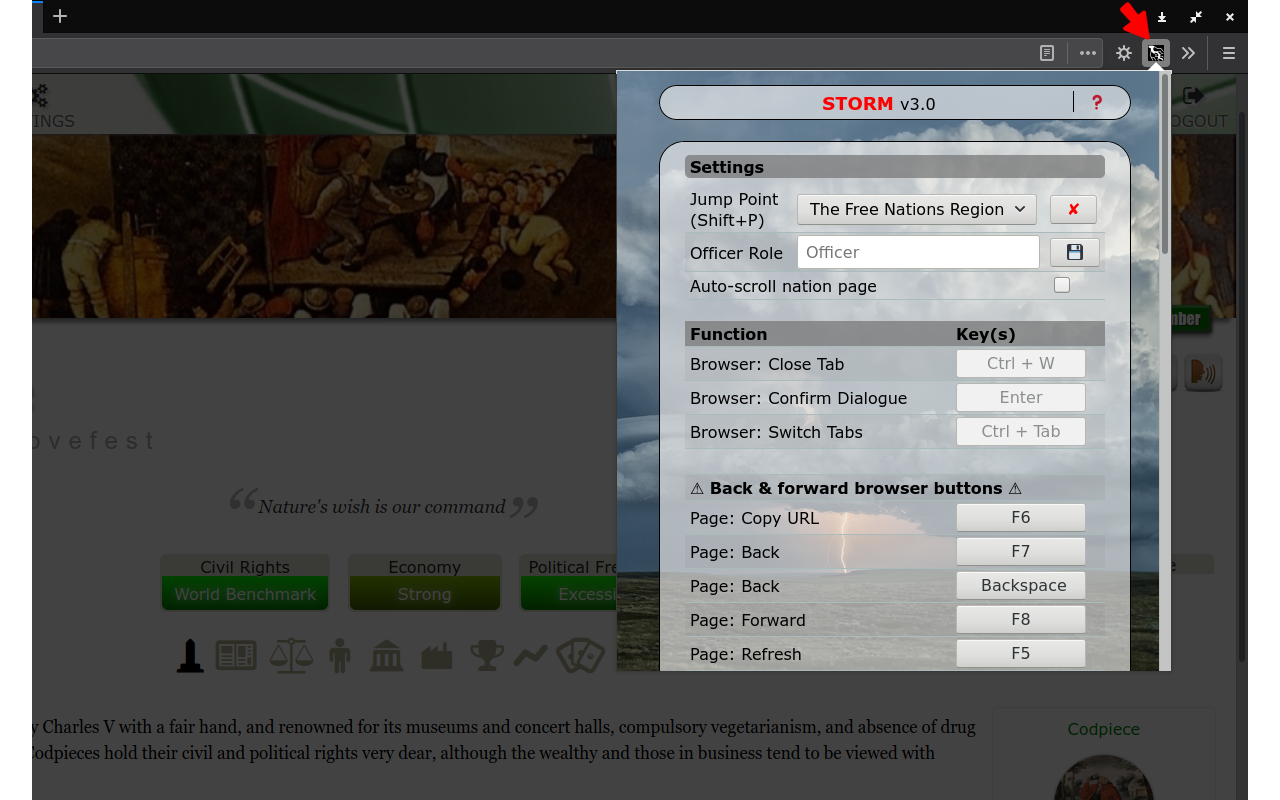 STORM v3.0 ?
INGS
OGOUT
Settings
Jump Point
(Shift+P)
The Free Nations Region
Officer Role
Officer
Auto-scroll nation page
Function Key(s)
Browser: Close Tab Ctrl + W
Browser: Confirm Dialogue Enter
Browser: Switch Tabs Ctrl + Tab
⚠ Back & forward browser buttons ⚠
Page: Copy URL F6
Page: Back F7
Page: Back Backspace
Page: Forward F8
Page: Refresh F5
nber
ovefest
“Nature's wish is our command”
Civil Rights
World Benchmark
Economy
Strong
Political Fre
Excessi
e
y Charles V with a fair hand, and renowned for its museums and concert halls, compulsory vegetarianism, and absence of drug
Codpieces hold their civil and political rights very dear, although the wealthy and those in business tend to be viewed with
Codpiece